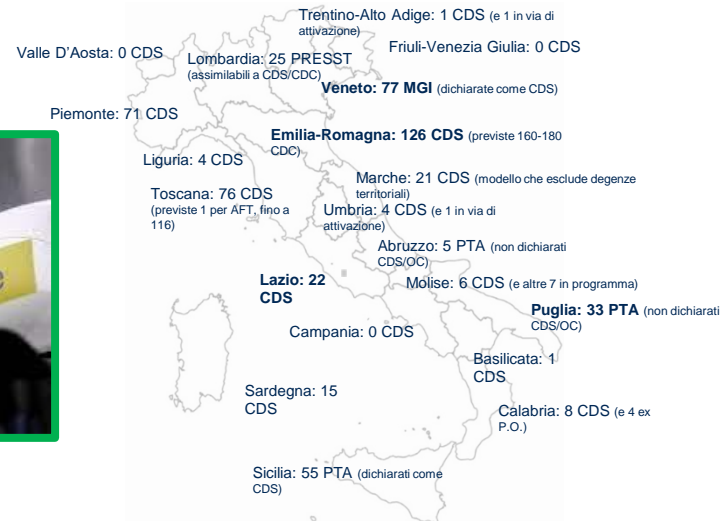 Trentino-Alto Adige: 1 CDS (e 1 in via di
attivazione)
Friuli-Venezia Giulia: 0 CDS
Valle D'Aosta: 0 CDS
Lombardia: 25 PRESST
(assimilabili a CDS/CDC)
Veneto: 77 MGI (dichiarate come CDS)
Piemonte: 71 CDS
Emilia-Romagna: 126 CDS (previste 160-180
CDC)
Liguria: 4 CDS
Marche: 21 CDS (modello che esclude degenze
territoriali)
Toscana: 76 CDS
(previste 1 per AFT, fino a
116)
Umbria: 4 CDS (e 1 in via di
attivazione)
Abruzzo: 5 PTA (non dichiarati
CDS/OC)
Lazio: 22
CDS
Molise: 6 CDS (e altre 7 in programma)
Puglia: 33 PTA (non dichiarati
CDS/OC)
Campania: 0 CDS
Basilicata: 1
CDS
Sardegna: 15
CDS
Calabria: 8 CDS (e 4 ex
P.O.)
Sicilia: 55 PTA (dichiarati come
CDS)